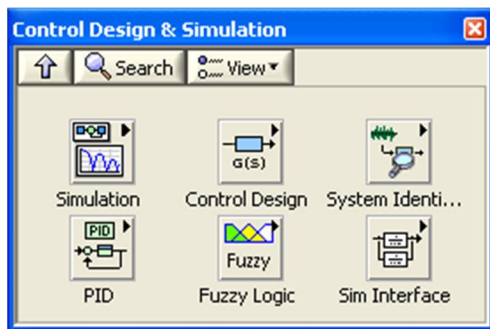 Control Design & Simulation
Search View
Simulation
G(s)
Control Design
System Identi...
PID
PID
Fuzzy
Fuzzy Logic
Sim Interface